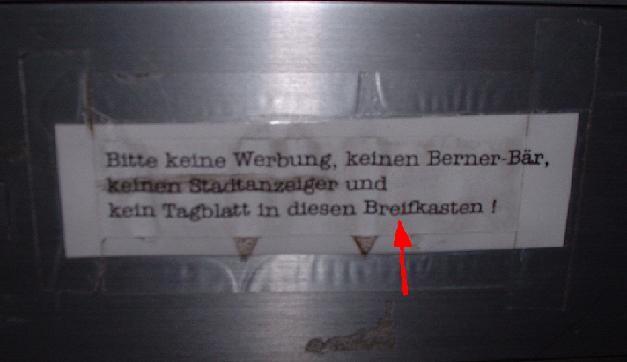 Bitte keine Werbung, keinen Berner-Bär,
keinen Stadtanzeiger und
kein Tagblatt in diesen Breifkasten !